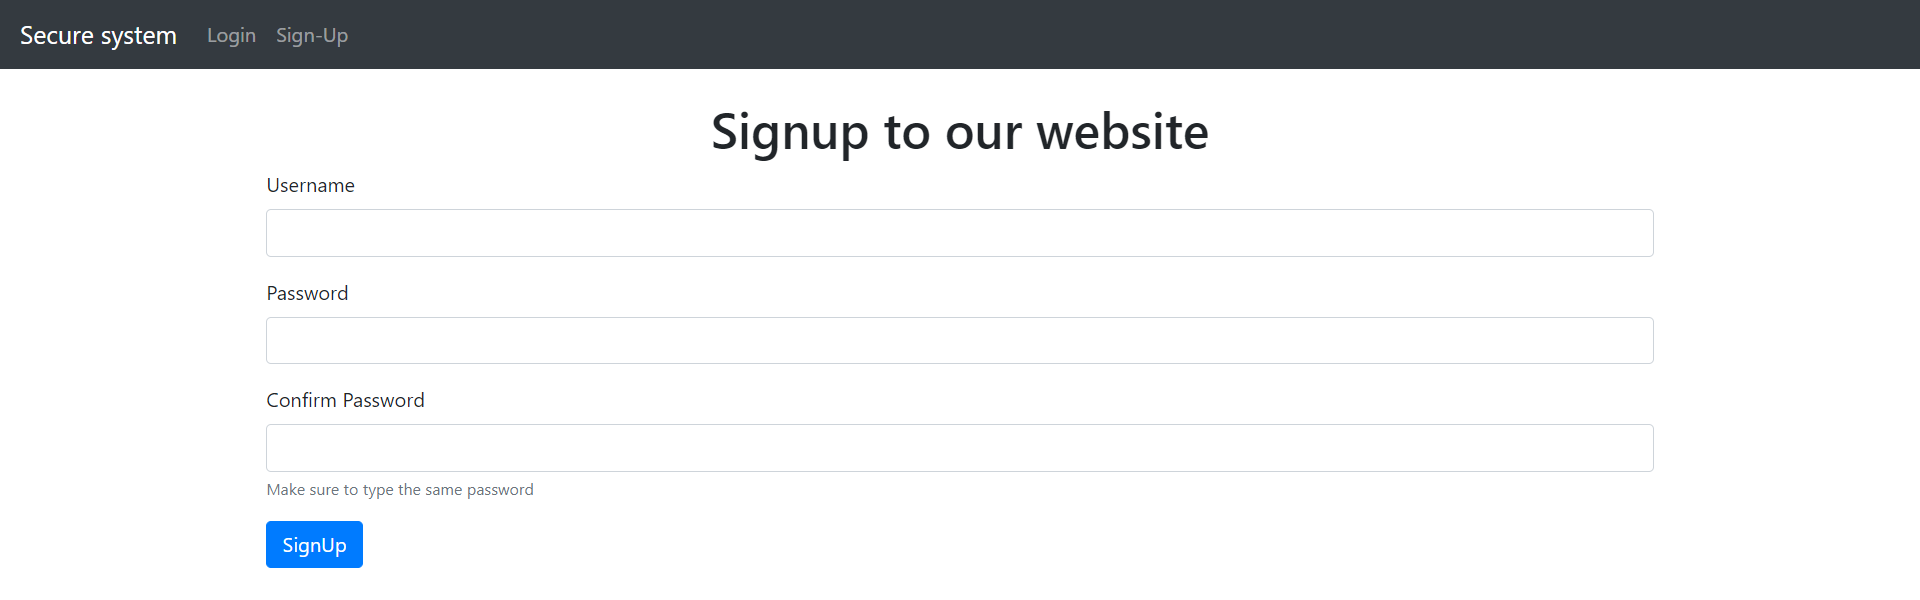 Secure system Login Sign-Up
Signup to our website
Username
Password
Confirm Password
Make sure to type the same password
SignUp